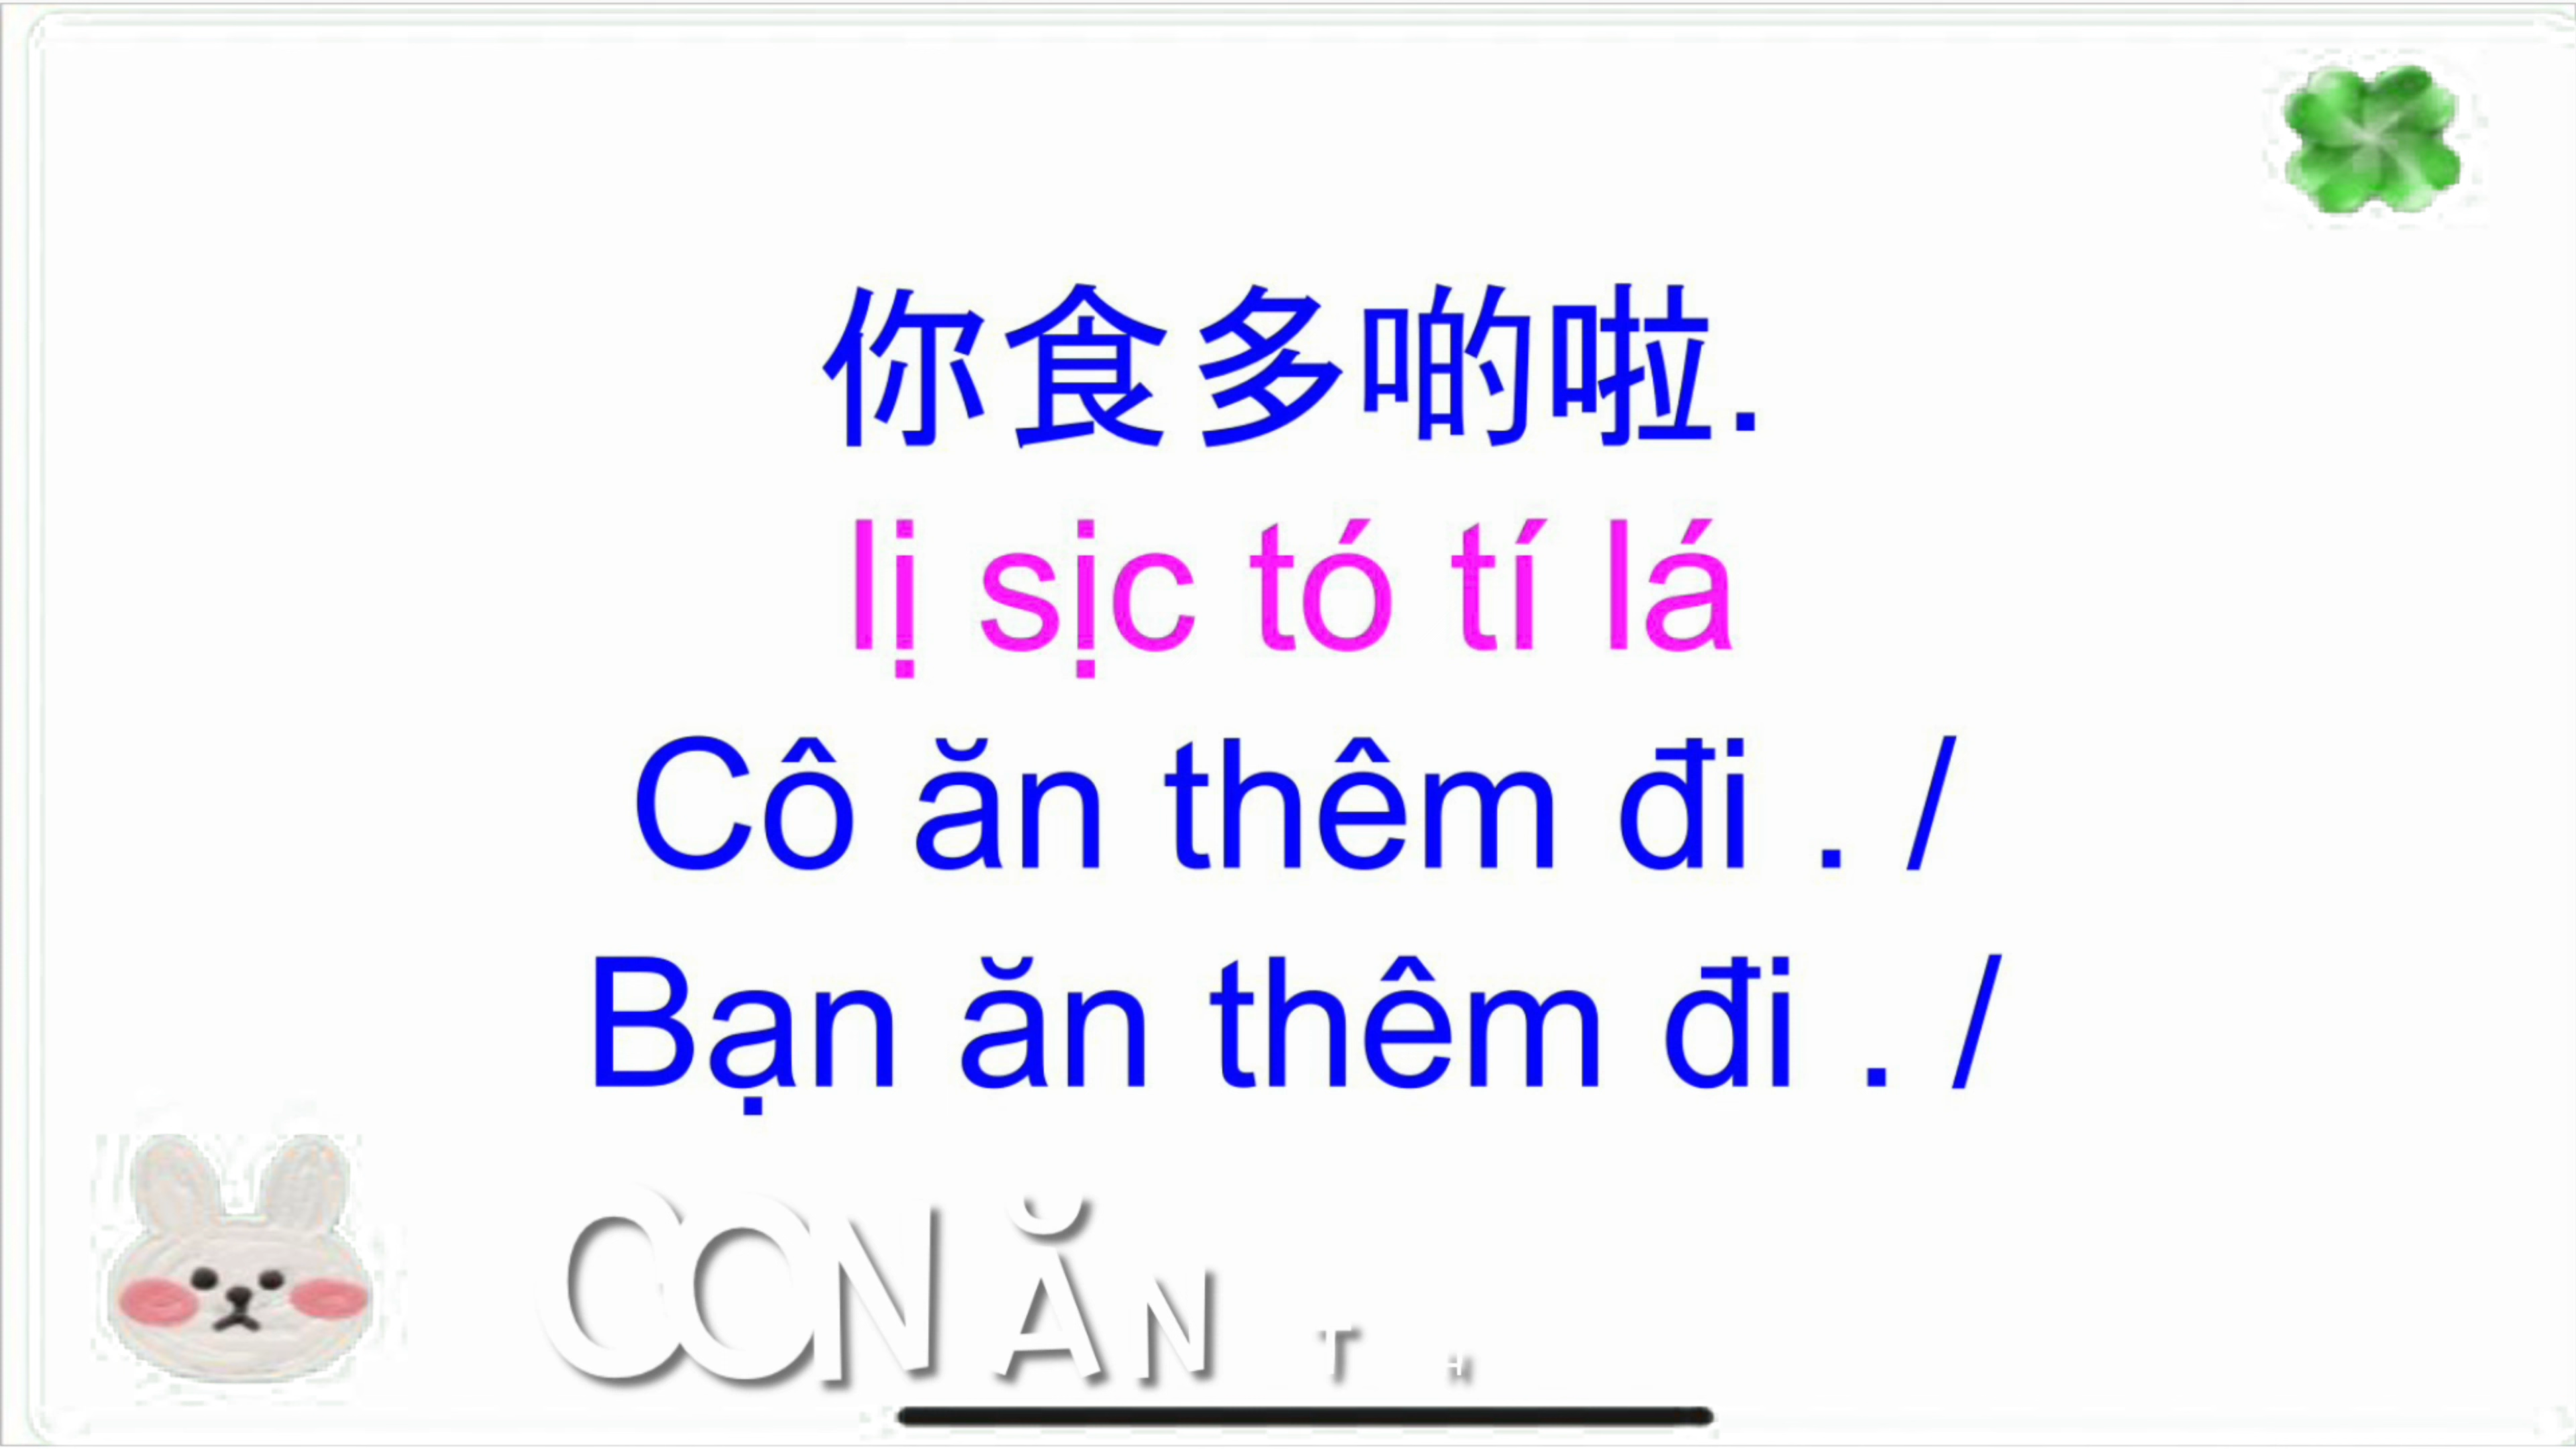 你食多啲啦.
lị sịc tó tí lá
Cô ăn thêm đi . /
Bạn ăn thêm đi . /
CON ĂN T H